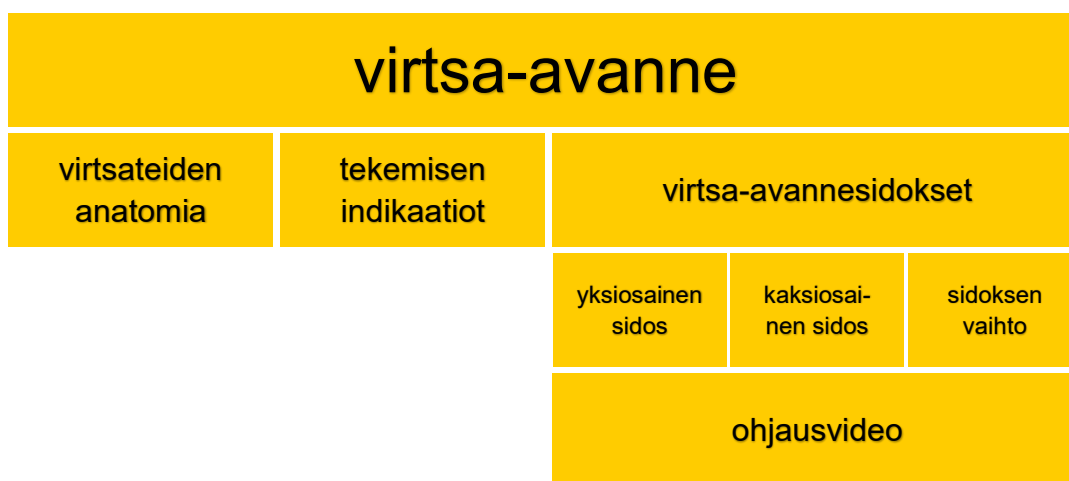 virtsa-avanne
virtsateiden
anatomia
tekemisen
indikaatiot
virtsa-avannesidokset
yksiosainen
sidos
kaksiosai-
nen sidos
sidoksen
vaihto
ohjausvideo